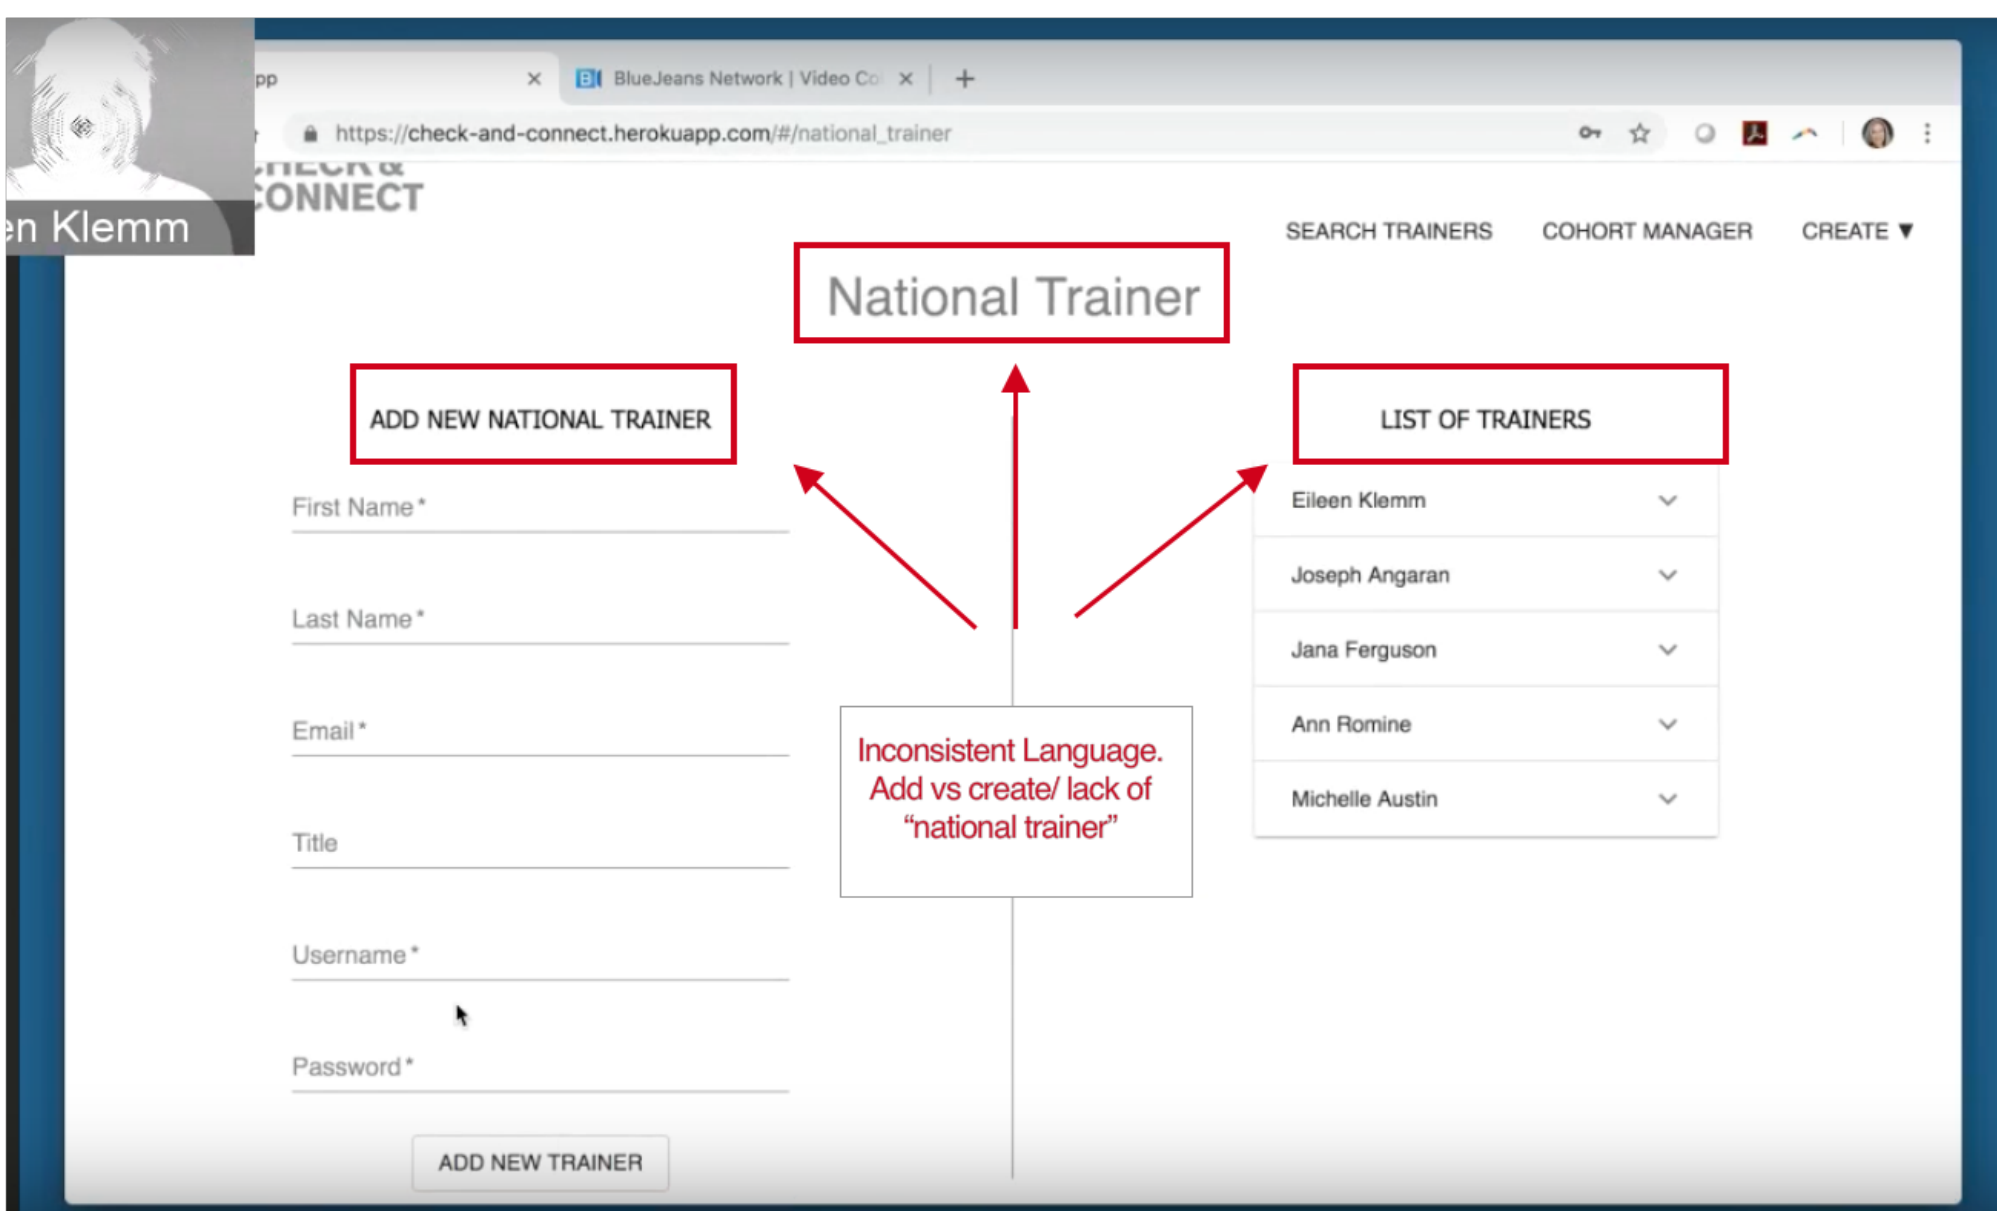 pp
BlueJeans Network | Video Co
https://check-and-connect.herokuapp.com/#/national_trainer
CHECK &
CONNECT
en Klemm
SEARCH TRAINERS COHORT MANAGER CREATE ▼
National Trainer
ADD NEW NATIONAL TRAINER
LIST OF TRAINERS
First Name *
Last Name *
Email *
Title
Username *
Password *
ADD NEW TRAINER
Inconsistent Language.
Add vs create/ lack of
“national trainer”
Eileen Klemm
Joseph Angaran
Jana Ferguson
Ann Romine
Michelle Austin